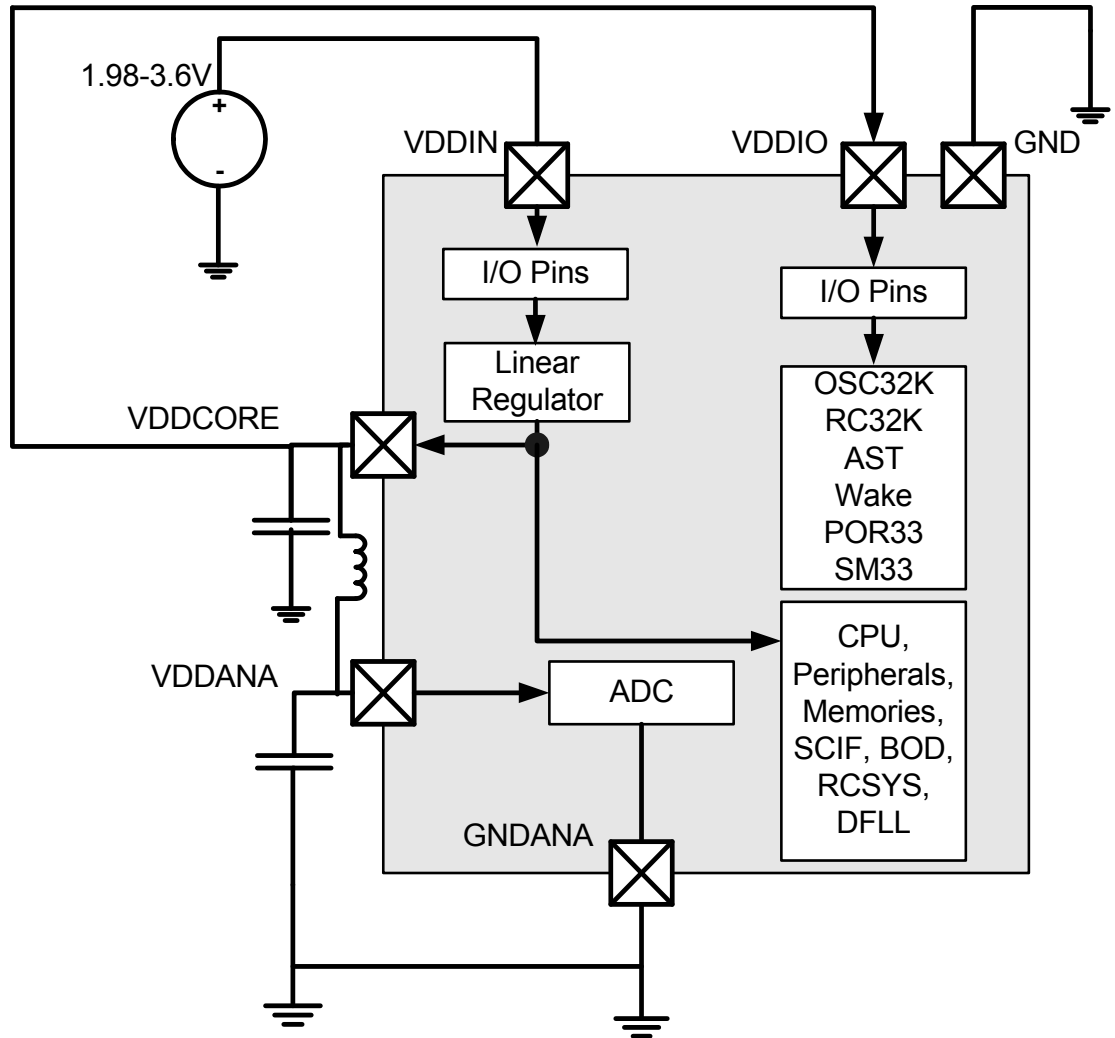 1.98-3.6V
+
-
VDDIN
VDDIO
GND
I/O Pins
I/O Pins
Linear
Regulator
OSC32K
RC32K
AST
Wake
POR33
SM33
VDDCORE
CPU,
Peripherals,
Memories,
SCIF, BOD,
RCSYS,
DFLL
VDDANA
ADC
GNDANA